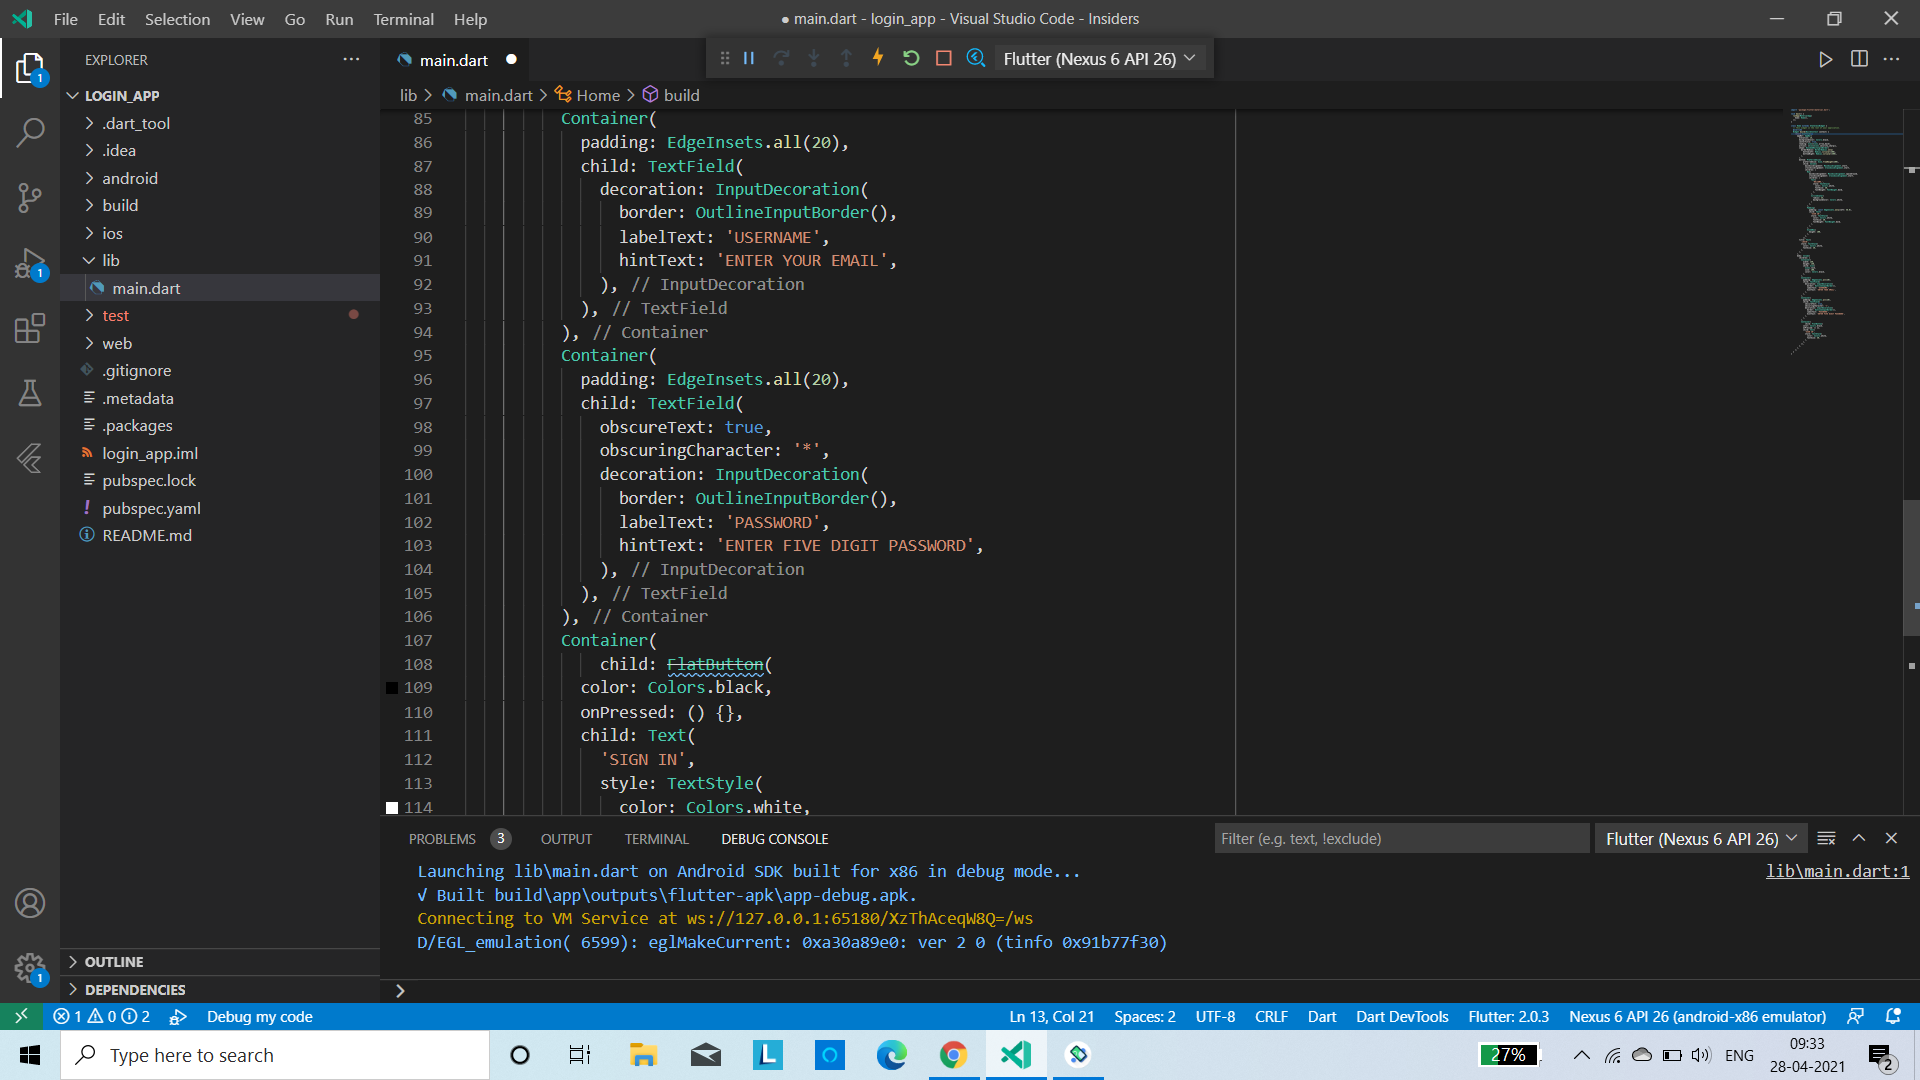 File Edit Selection View Go Run Terminal Help
● main.dart - login_app - Visual Studio Code - Insiders
EXPLORER
main.dart
Flutter (Nexus 6 API 26)
LOGIN_APP
.dart_tool
.idea
android
build
ios
lib
main.dart
test
web
.gitignore
.metadata
.packages
login_app.iml
pubspec.lock
pubspec.yaml
README.md
OUTLINE
DEPENDENCIES
1
1
1
lib > main.dart > Home > build
85 Container(
86 padding: EdgeInsets.all(20),
87 child: TextField(
88 decoration: InputDecoration(
89 border: OutlineInputBorder(),
90 labelText: 'USERNAME',
91 hintText: 'ENTER YOUR EMAIL',
92 ), // InputDecoration
93 ), // TextField
94 ), // Container
95 Container(
96 padding: EdgeInsets.all(20),
97 child: TextField(
98 obscureText: true,
99 obscuringCharacter: '*',
100 decoration: InputDecoration(
101 border: OutlineInputBorder(),
102 labelText: 'PASSWORD',
103 hintText: 'ENTER FIVE DIGIT PASSWORD',
104 ), // InputDecoration
105 ), // TextField
106 ), // Container
107 Container(
108 child: FlatButton(
109 color: Colors.black,
110 onPressed: () {},
111 child: Text(
112 'SIGN IN',
113 style: TextStyle(
114 color: Colors.white,
PROBLEMS 3 OUTPUT TERMINAL DEBUG CONSOLE
Filter (e.g. text, !exclude)
Flutter (Nexus 6 API 26)
Launching lib\main.dart on Android SDK built for x86 in debug mode...
lib\main.dart:1
√ Built build\app\outputs\flutter-apk\app-debug.apk.
Connecting to VM Service at ws://127.0.0.1:65180/XzThAceqW8Q=/ws
D/EGL_emulation( 6599): eglMakeCurrent: 0xa30a89e0: ver 2 0 (tinfo 0x91b77f30)
1 0 2 Debug my code
Ln 13, Col 21 Spaces: 2 UTF-8 CRLF Dart Dart DevTools Flutter: 2.0.3 Nexus 6 API 26 (android-x86 emulator)
Type here to search
L
27%
ENG
09:33
28-04-2021
2